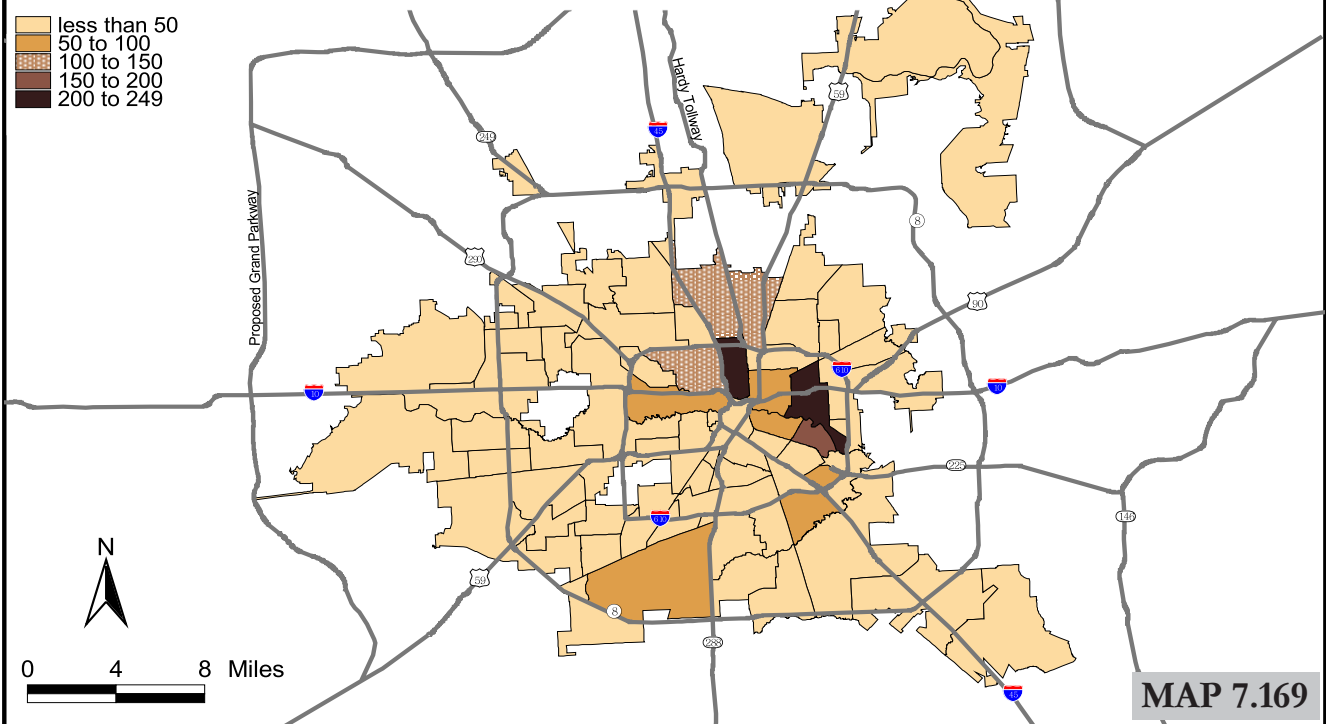 less than 50
50 to 100
100 to 150
150 to 200
200 to 249
Hardy Tollway
59
45
249
Proposed Grand Parkway
8
290
90
10
610
10
225
146
610
59
8
288
45
N
0 4 8 Miles
MAP 7.169